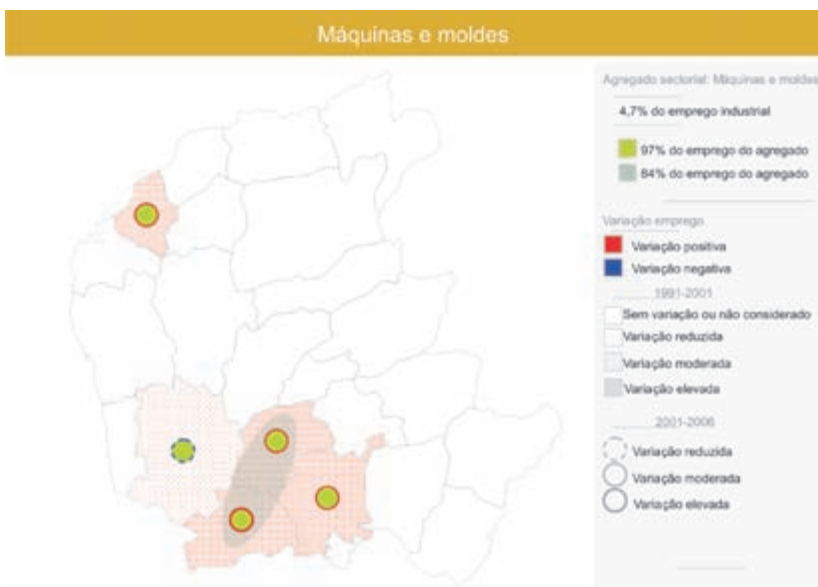 Máquinas e moldes
Agregado sectorial: Máquinas e moldes
4,7% do emprego industrial
97% do emprego do agregado
84% do emprego do agregado
Variação emprego
Variação positiva
Variação negativa
1991-2001
Sem variação ou não considerado
Variação reduzida
Variação moderada
Variação elevada
2001-2006
Variação reduzida
Variação moderada
Variação elevada